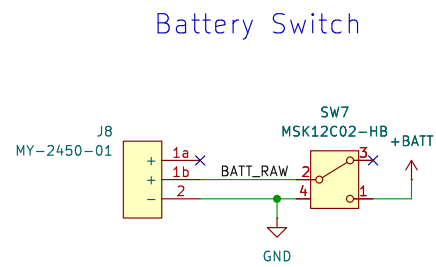 Battery Switch
SW7
J8
MSK12C02-HB
+BATT
MY-2450-01
1a
3
+
1b
BATT_RAW
2
+
2
4
1
−
GND